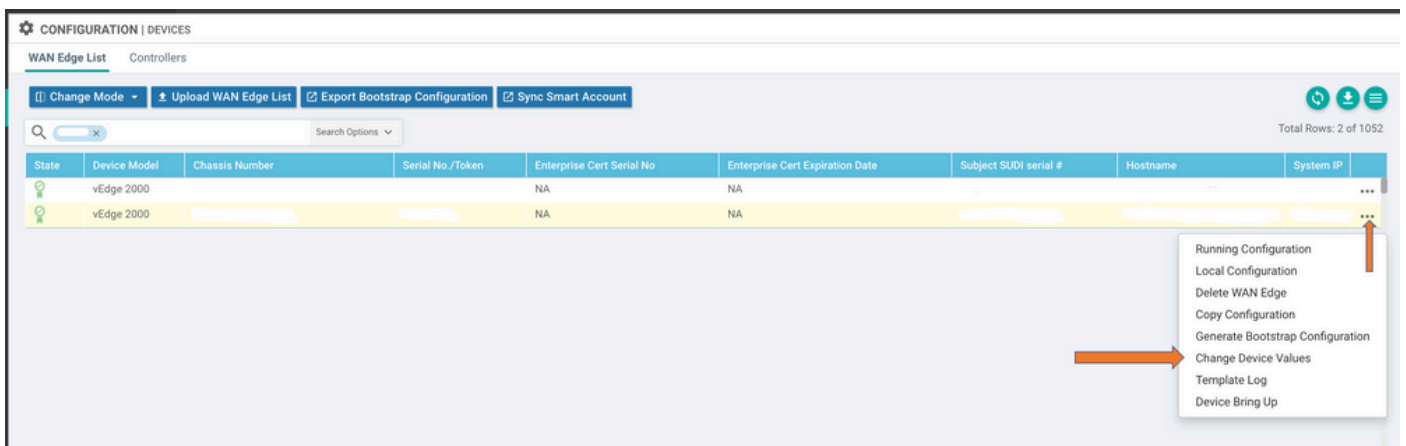 CONFIGURATION | DEVICES
WAN Edge List Controllers
Change Mode Upload WAN Edge List Export Bootstrap Configuration Sync Smart Account
Search Options
Total Rows: 2 of 1052
State Device Model Chassis Number Serial No./Token Enterprise Cert Serial No Enterprise Cert Expiration Date Subject SUDI serial # Hostname System IP
vEdge 2000 NA NA
vEdge 2000 NA NA
Running Configuration
Local Configuration
Delete WAN Edge
Copy Configuration
Generate Bootstrap Configuration
Change Device Values
Template Log
Device Bring Up